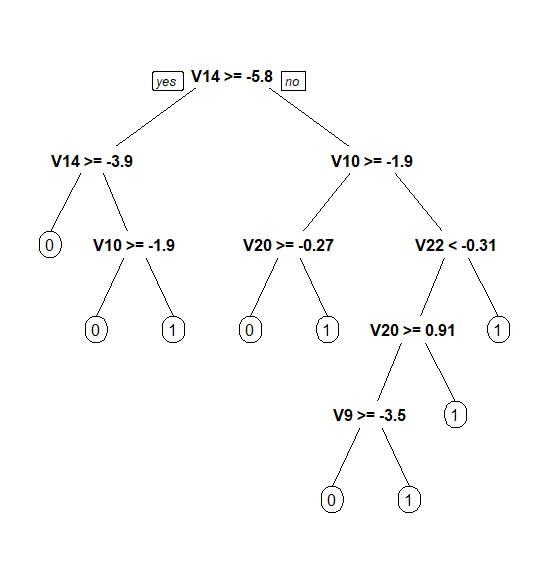 yes V14 >= -5.8 no
V14 >= -3.9 V10 >= -1.9
0 V10 >= -1.9 V20 >= -0.27 V22 < -0.31
0 1 0 1 V20 >= 0.91 1
V9 >= -3.5 1
0 1